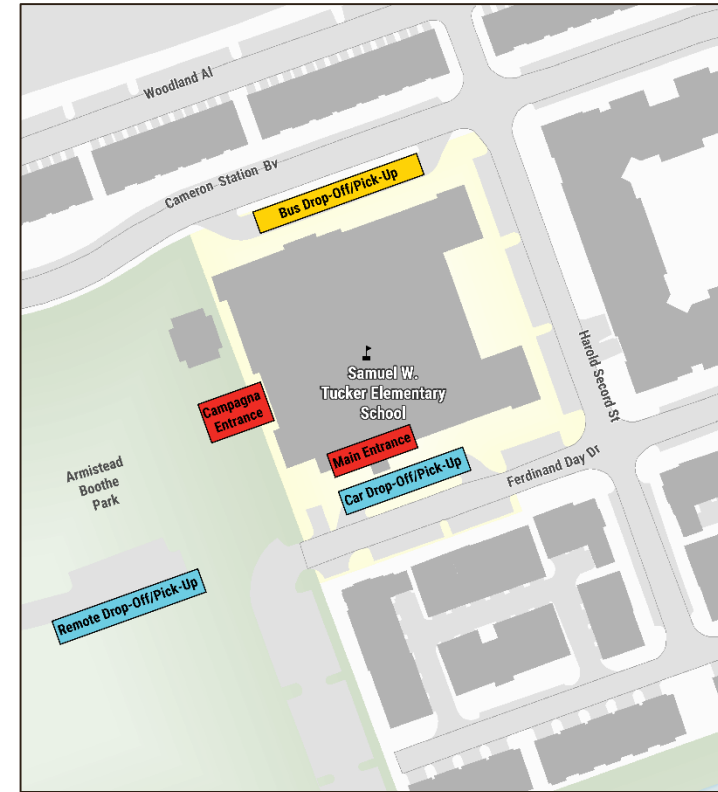 Woodland Al
Cameron Station Bv
Bus Drop-Off/Pick-Up
Harold Secord St
Samuel W.
Tucker Elementary
School
Campagna
Entrance
Main Entrance
Car Drop-Off/Pick-Up
Ferdinand Day Dr
Armistead
Boothe
Park
Remote Drop-Off/Pick-Up